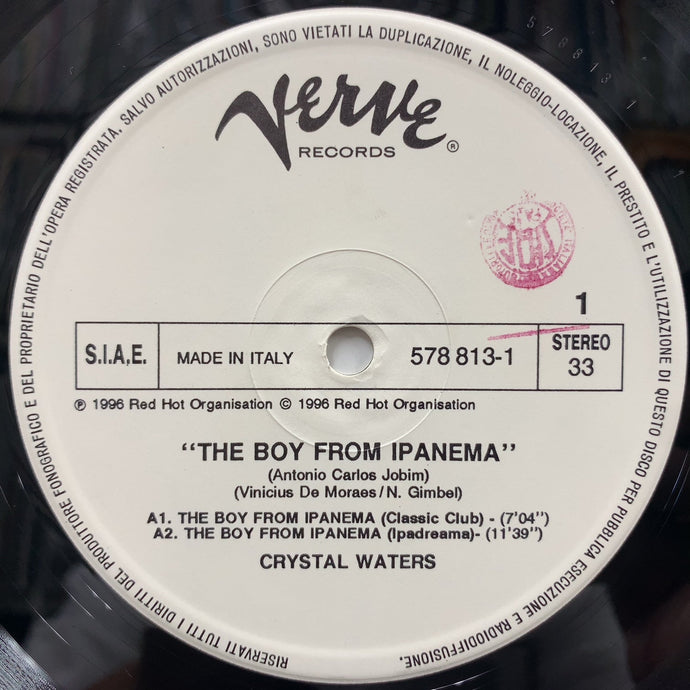 578813 1
RISERVATI TUTTI I DIRITTI DEL PRODUTTORE FONOGRAFICO E DEL PROPRIETARIO DELL'OPERA REGISTRATA. SALVO AUTORIZZAZIONI, SONO VIETATI LA DUPLICAZIONE, IL NOLEGGIO-LOCAZIONE, IL PRESTITO E L'UTILIZZAZIONE DI QUESTO DISCO PER PUBBLICA ESECUZIONE E RADIODIFFUSIONE.
VERVE
RECORDS ®
1
S.I.A.E. MADE IN ITALY 578 813-1 STEREO
33
℗ 1996 Red Hot Organisation © 1996 Red Hot Organisation
"THE BOY FROM IPANEMA"
(Antonio Carlos Jobim)
(Vinicius De Moraes/N. Gimbel)
A1. THE BOY FROM IPANEMA (Classic Club) - (7'04")
A2. THE BOY FROM IPANEMA (Ipadreama)- (11'39")
CRYSTAL WATERS